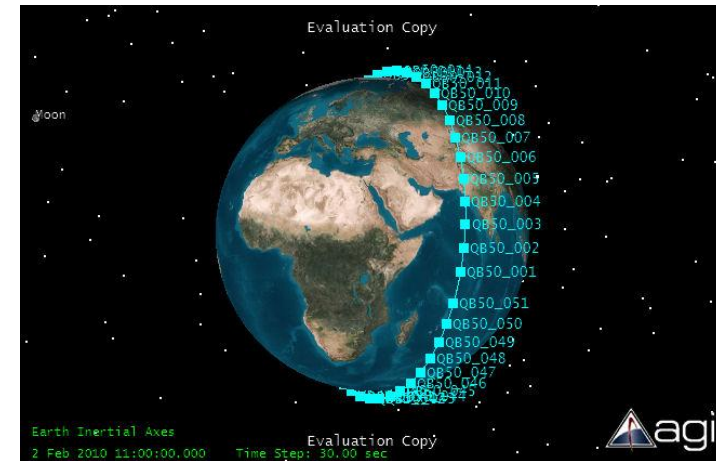 Evaluation Copy
QB50_011
QB50_010
QB50_009
Moon
QB50_008
QB50_007
QB50_006
QB50_005
QB50_004
QB50_003
QB50_002
QB50_001
QB50_051
QB50_050
QB50_049
QB50_048
QB50_047
QB50_046
Earth Inertial Axes
Evaluation Copy
agi
2 Feb 2010 11:00:00.000 Time Step: 30.00 sec